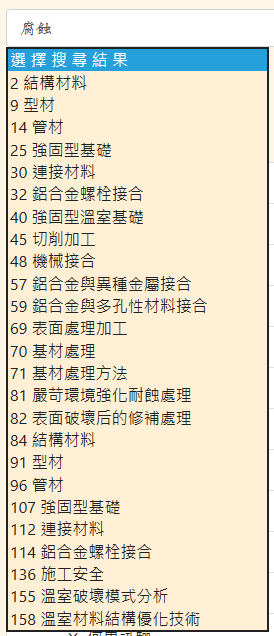 腐蝕
選 擇 搜 尋 結 果
2 結構材料
9 型材
14 管材
25 強固型基礎
30 連接材料
32 鋁合金螺栓接合
40 強固型溫室基礎
45 切削加工
48 機械接合
57 鋁合金與異種金屬接合
59 鋁合金與多孔性材料接合
69 表面處理加工
70 基材處理
71 基材處理方法
81 嚴苛環境強化耐蝕處理
82 表面破壞后的修補處理
84 結構材料
91 型材
96 管材
107 強固型基礎
112 連接材料
114 鋁合金螺栓接合
136 施工安全
155 溫室破壞模式分析
158 溫室材料結構優化技術